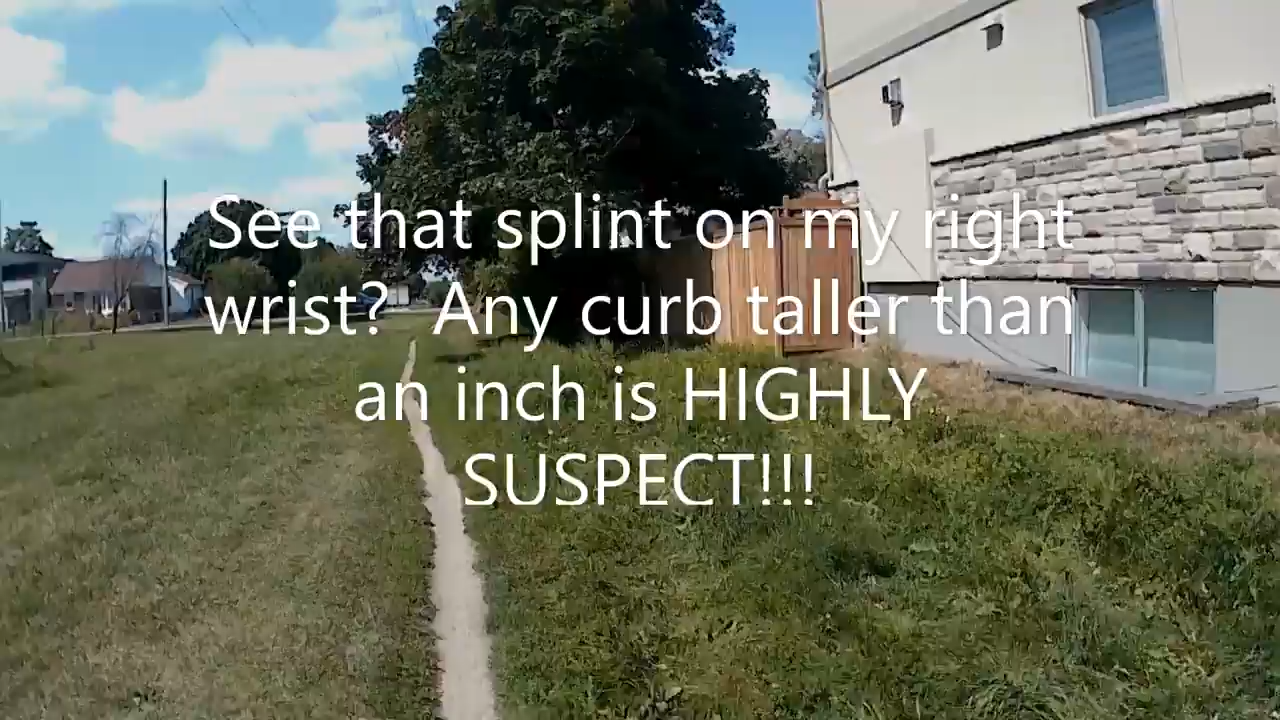 See that splint on my right
wrist?  Any curb taller than
an inch is HIGHLY
SUSPECT!!!